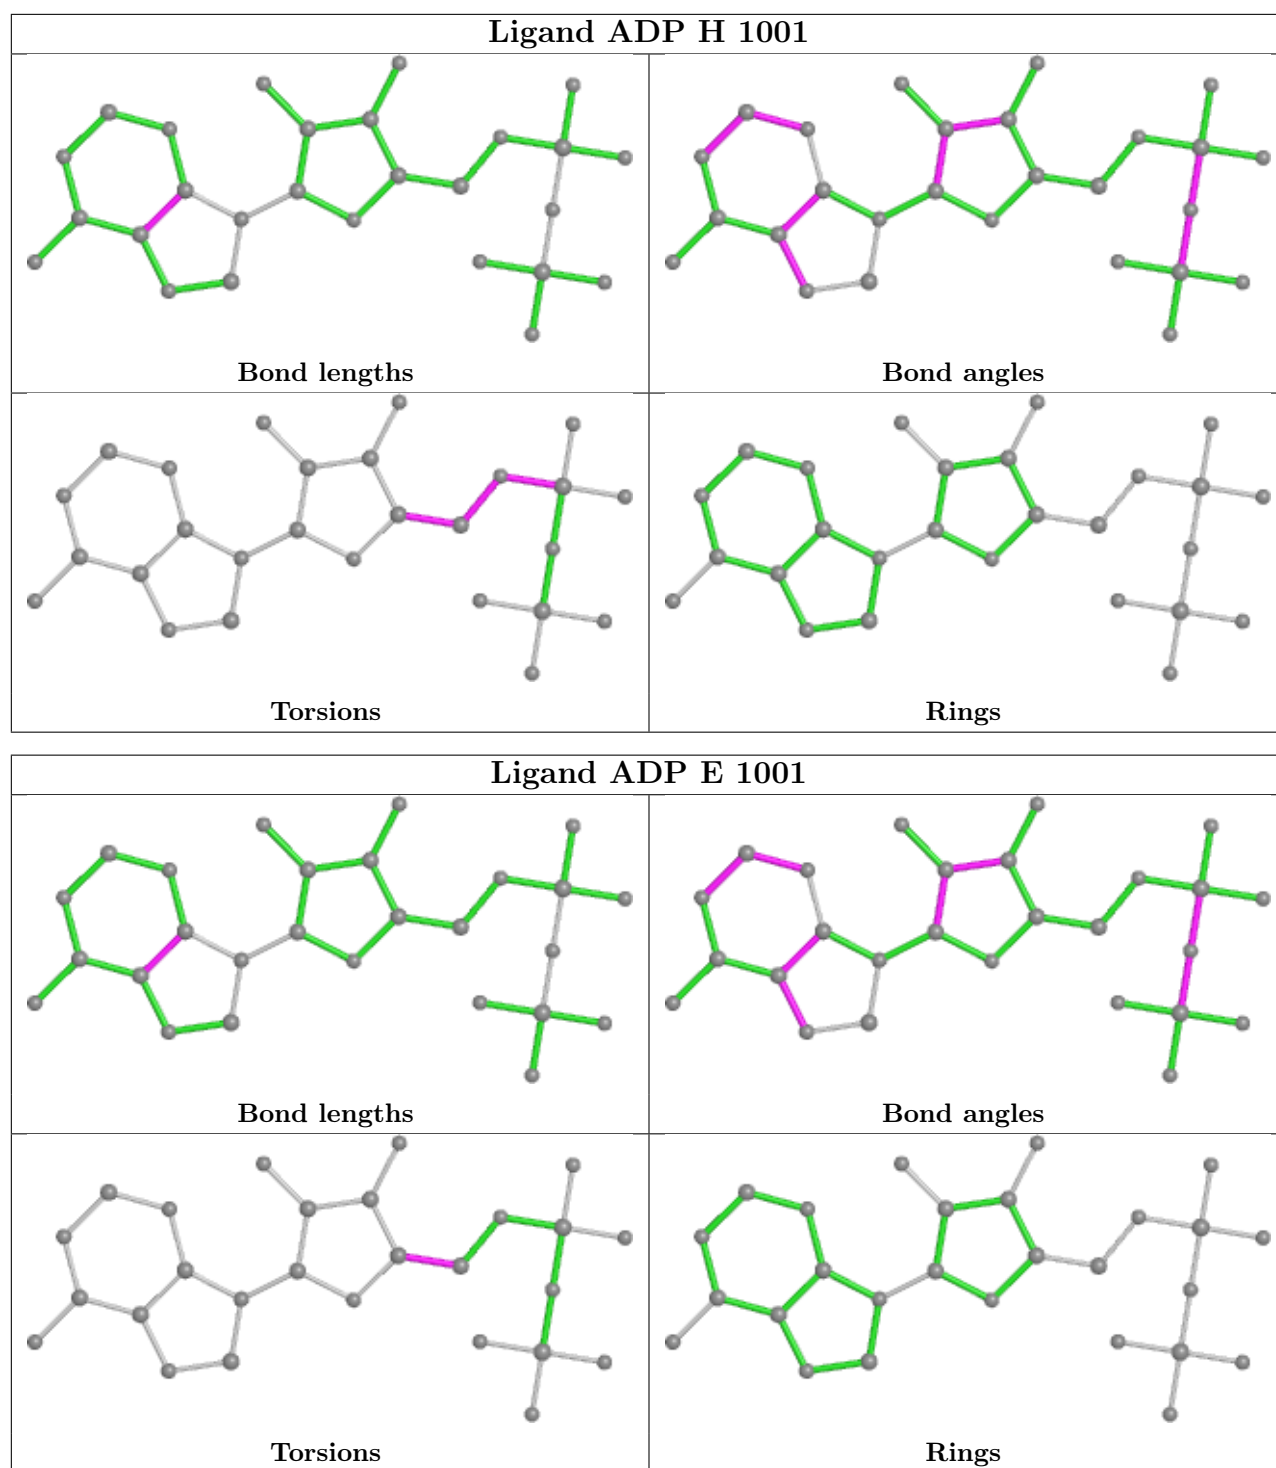 Ligand ADP H 1001
Bond lengths
Bond angles
Torsions
Rings
Ligand ADP E 1001
Bond lengths
Bond angles
Torsions
Rings